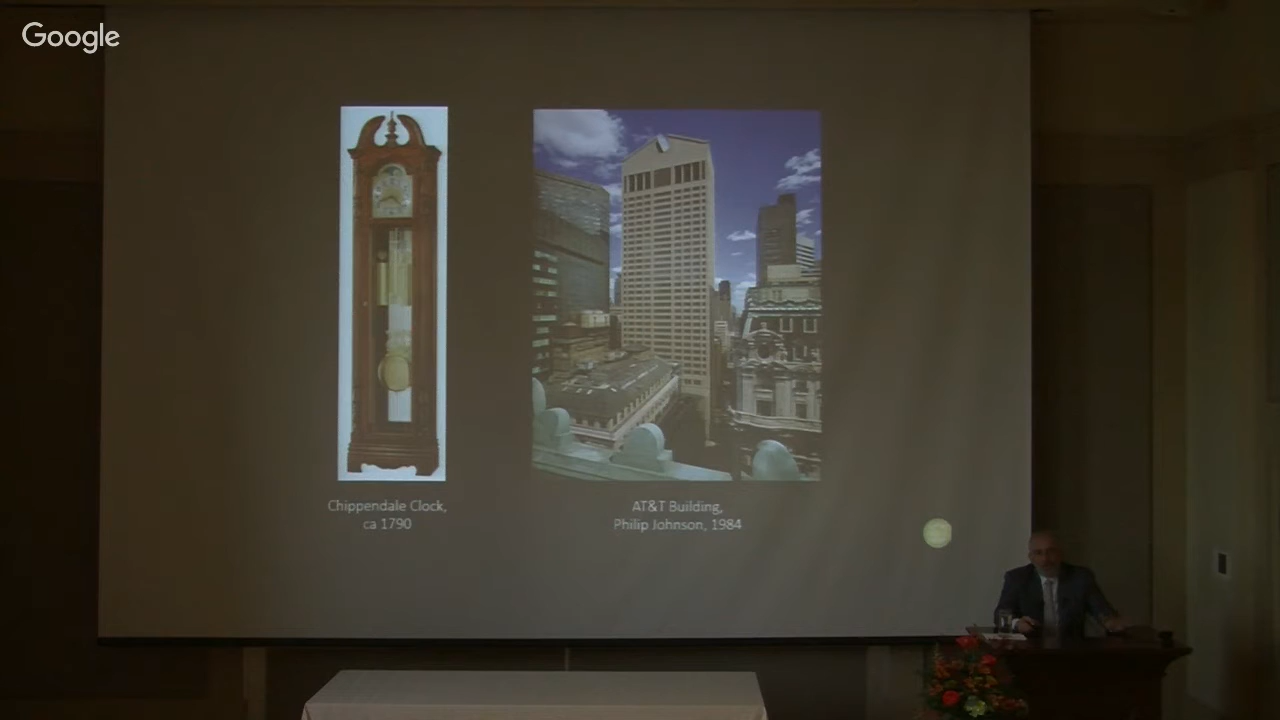 Google
Chippendale Clock,
ca 1790
AT&T Building,
Philip Johnson, 1984